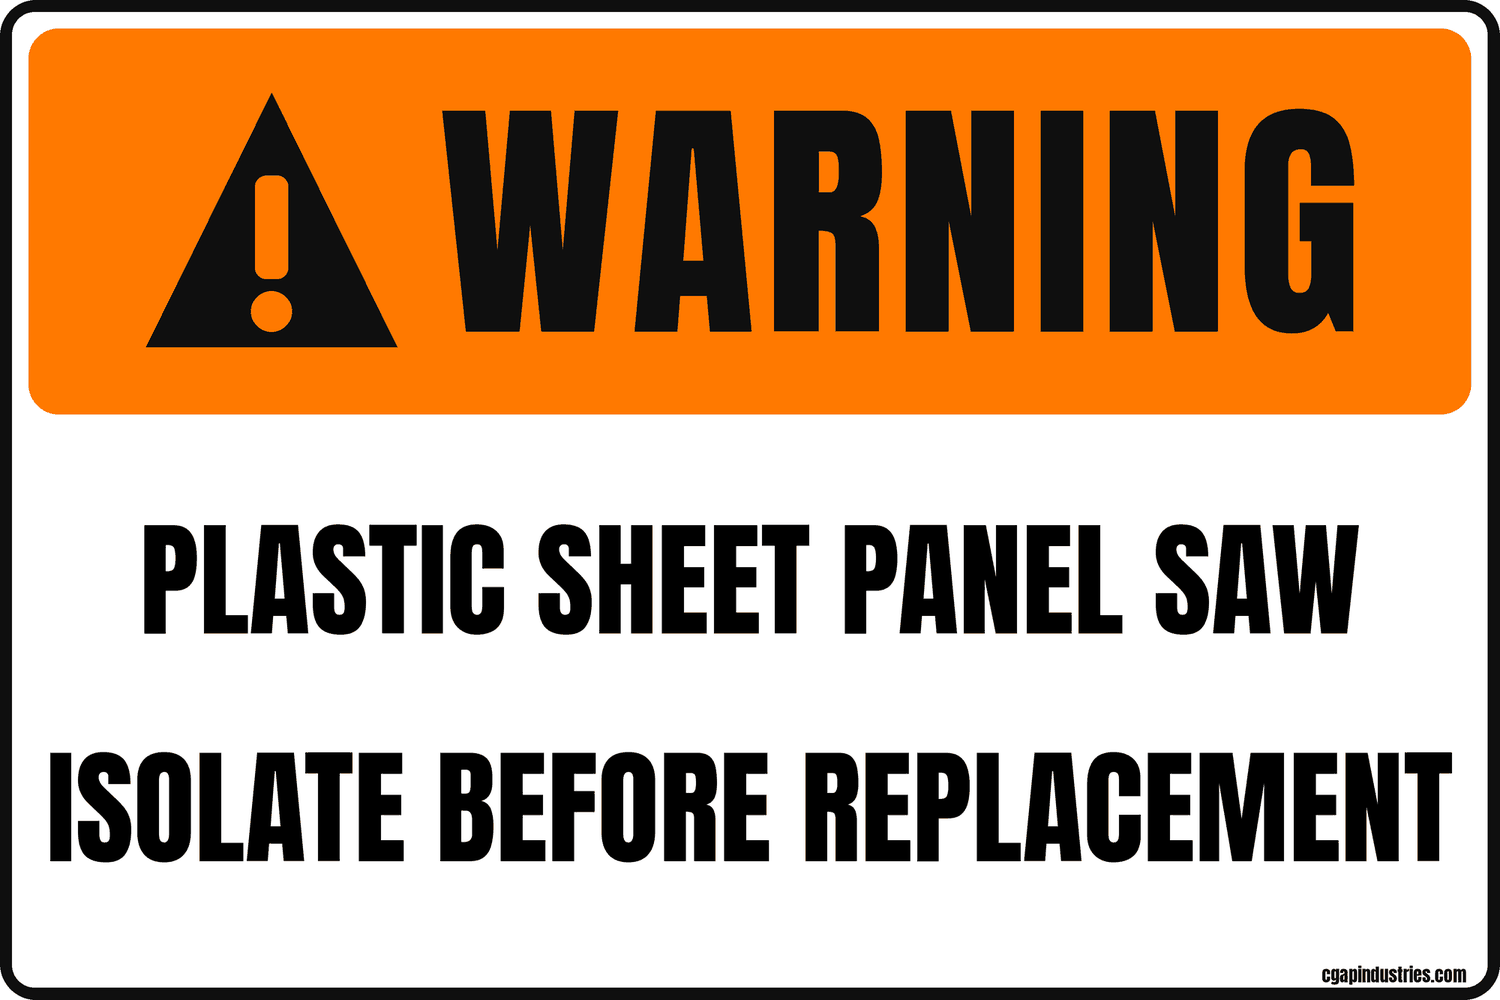 WARNING
PLASTIC SHEET PANEL SAW
ISOLATE BEFORE REPLACEMENT
cgapindustries.com